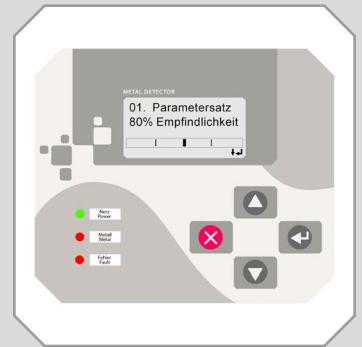 METAL DETECTOR
01. Parametersatz
80% Empfindlichkeit
Netz
Power
Metall
Metal
Fehler
Fault